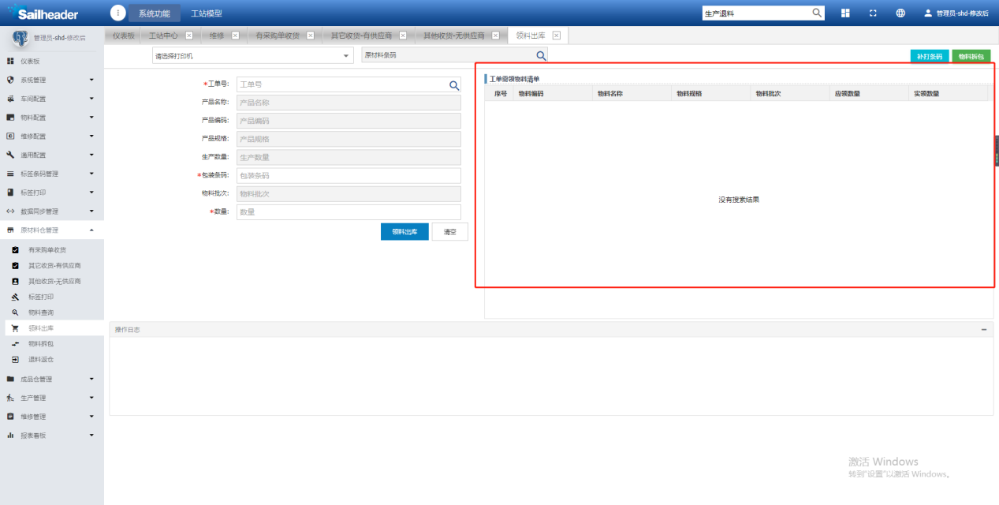 Sailheader 系统功能 工站模型 生产退料 管理员-shd-修改后
管理员-shd-修改后
仪表板 工站中心 维修 有采购单收货 其它收货-有供应商 其他收货-无供应商 领料出库
请选择打印机 原材料条码 补打条码 物料拆包
仪表板
系统管理
车间配置
物料配置
维修配置
通用配置
标签条码管理
标签打印
数据同步管理
原材料仓管理
有采购单收货
其它收货-有供应商
其他收货-无供应商
标签打印
物料查询
领料出库
物料拆包
退料返仓
成品仓管理
生产管理
维修管理
报表看板
*工单号: 工单号
产品名称: 产品名称
产品编码: 产品编码
产品规格: 产品规格
生产数量: 生产数量
*包装条码: 包装条码
物料批次: 物料批次
*数量: 数量
领料出库 清空
工单需领物料清单
序号 物料编码 物料名称 物料规格 物料批次 应领数量 实领数量
没有搜索结果
操作日志
激活 Windows
转到"设置"以激活 Windows。